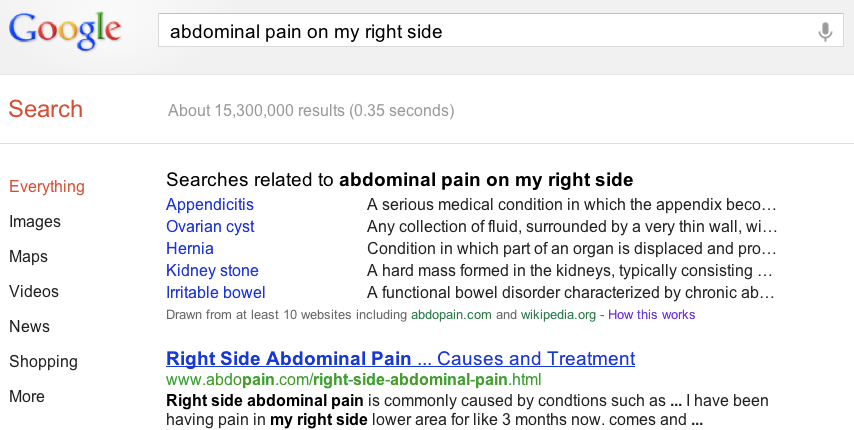 Google
abdominal pain on my right side
Search
About 15,300,000 results (0.35 seconds)
Everything
Images
Maps
Videos
News
Shopping
More
Searches related to abdominal pain on my right side
Appendicitis A serious medical condition in which the appendix beco…
Ovarian cyst Any collection of fluid, surrounded by a very thin wall, wi…
Hernia Condition in which part of an organ is displaced and pro…
Kidney stone A hard mass formed in the kidneys, typically consisting …
Irritable bowel A functional bowel disorder characterized by chronic ab…
Drawn from at least 10 websites including abdopain.com and wikipedia.org - How this works
Right Side Abdominal Pain ... Causes and Treatment
www.abdopain.com/right-side-abdominal-pain.html
Right side abdominal pain is commonly caused by condtions such as ... I have been
having pain in my right side lower area for like 3 months now. comes and ...